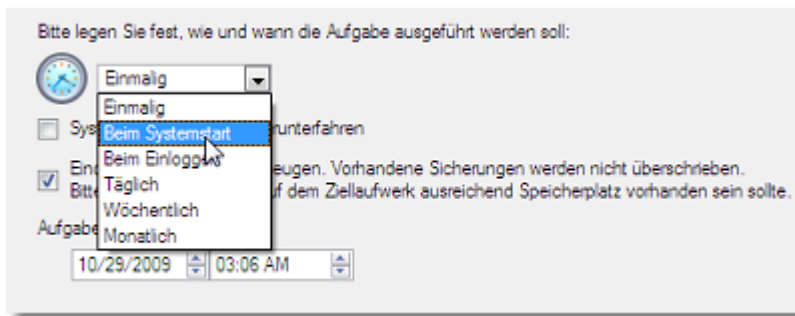 Bitte legen Sie fest, wie und wann die Aufgabe ausgeführt werden soll:
Einmalig
Einmalig
Beim Systemstart
Beim Einloggen
Täglich
Wöchentlich
Monatlich
Sys runterfahren
Ein eugen. Vorhandene Sicherungen werden nicht überschrieben.
Bitte f dem Ziellaufwerk ausreichend Speicherplatz vorhanden sein sollte.
Aufgabe
10/29/2009 03:06 AM